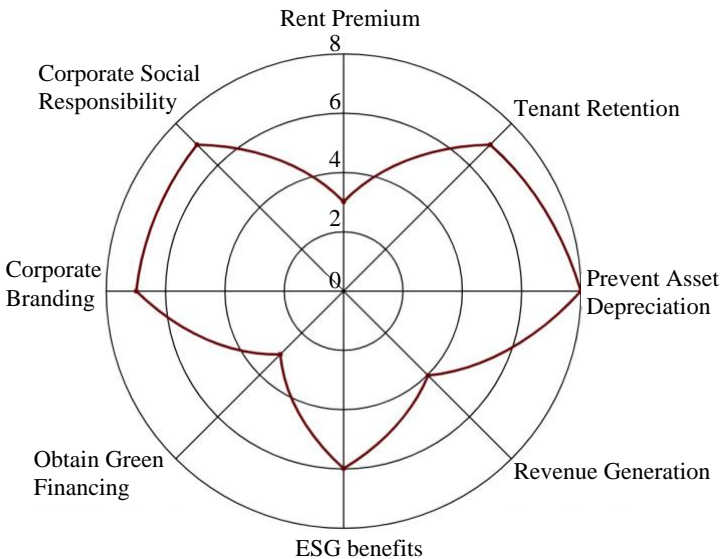 Rent Premium
8
Corporate Social
Responsibility
Tenant Retention
6
4
2
0
Corporate
Branding
Prevent Asset
Depreciation
Obtain Green
Financing
Revenue Generation
ESG benefits